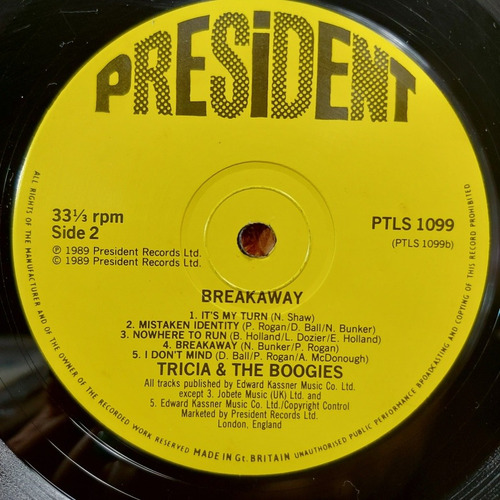 PRESiDENT
33⅓ rpm
Side 2
PTLS 1099
(PTLS 1099b)
℗ 1989 President Records Ltd.
© 1989 President Records Ltd.
BREAKAWAY
1. IT'S MY TURN (N. Shaw)
2. MISTAKEN IDENTITY (P. Rogan/D. Ball/N. Bunker)
3. NOWHERE TO RUN (B. Holland/L. Dozier/E. Holland)
4. BREAKAWAY (N. Bunker/P. Rogan)
5. I DON'T MIND (D. Ball/P. Rogan/A. McDonough)
TRICIA & THE BOOGIES
All tracks published by Edward Kassner Music Co. Ltd.
except 3. Jobete Music (UK) Ltd. and
5. Edward Kassner Music Co. Ltd./Copyright Control
Marketed by President Records Ltd.
London, England
ALL RIGHTS OF THE MANUFACTURER AND OF THE OWNER OF THE RECORDED WORK RESERVED MADE IN Gt. BRITAIN UNAUTHORISED PUBLIC PERFORMANCE BROADCASTING AND COPYING OF THIS RECORD PROHIBITED